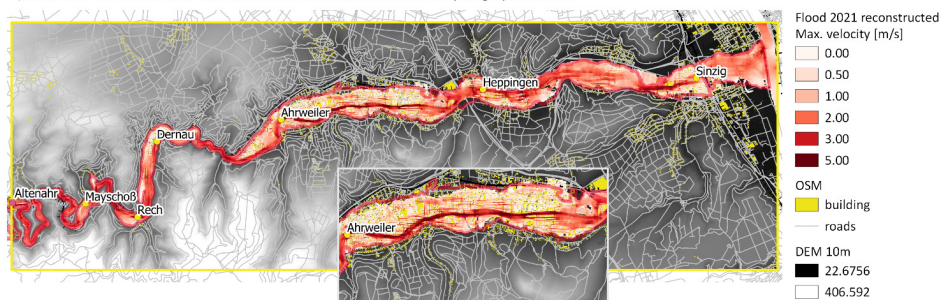 Flood 2021 reconstructed
Max. velocity [m/s]
0.00
0.50
1.00
2.00
3.00
5.00
OSM
building
roads
DEM 10m
22.6756
406.592
Sinzig
Heppingen
Ahrweiler
Dernau
Altenahr
Mayschoß
Rech
Ahrweiler